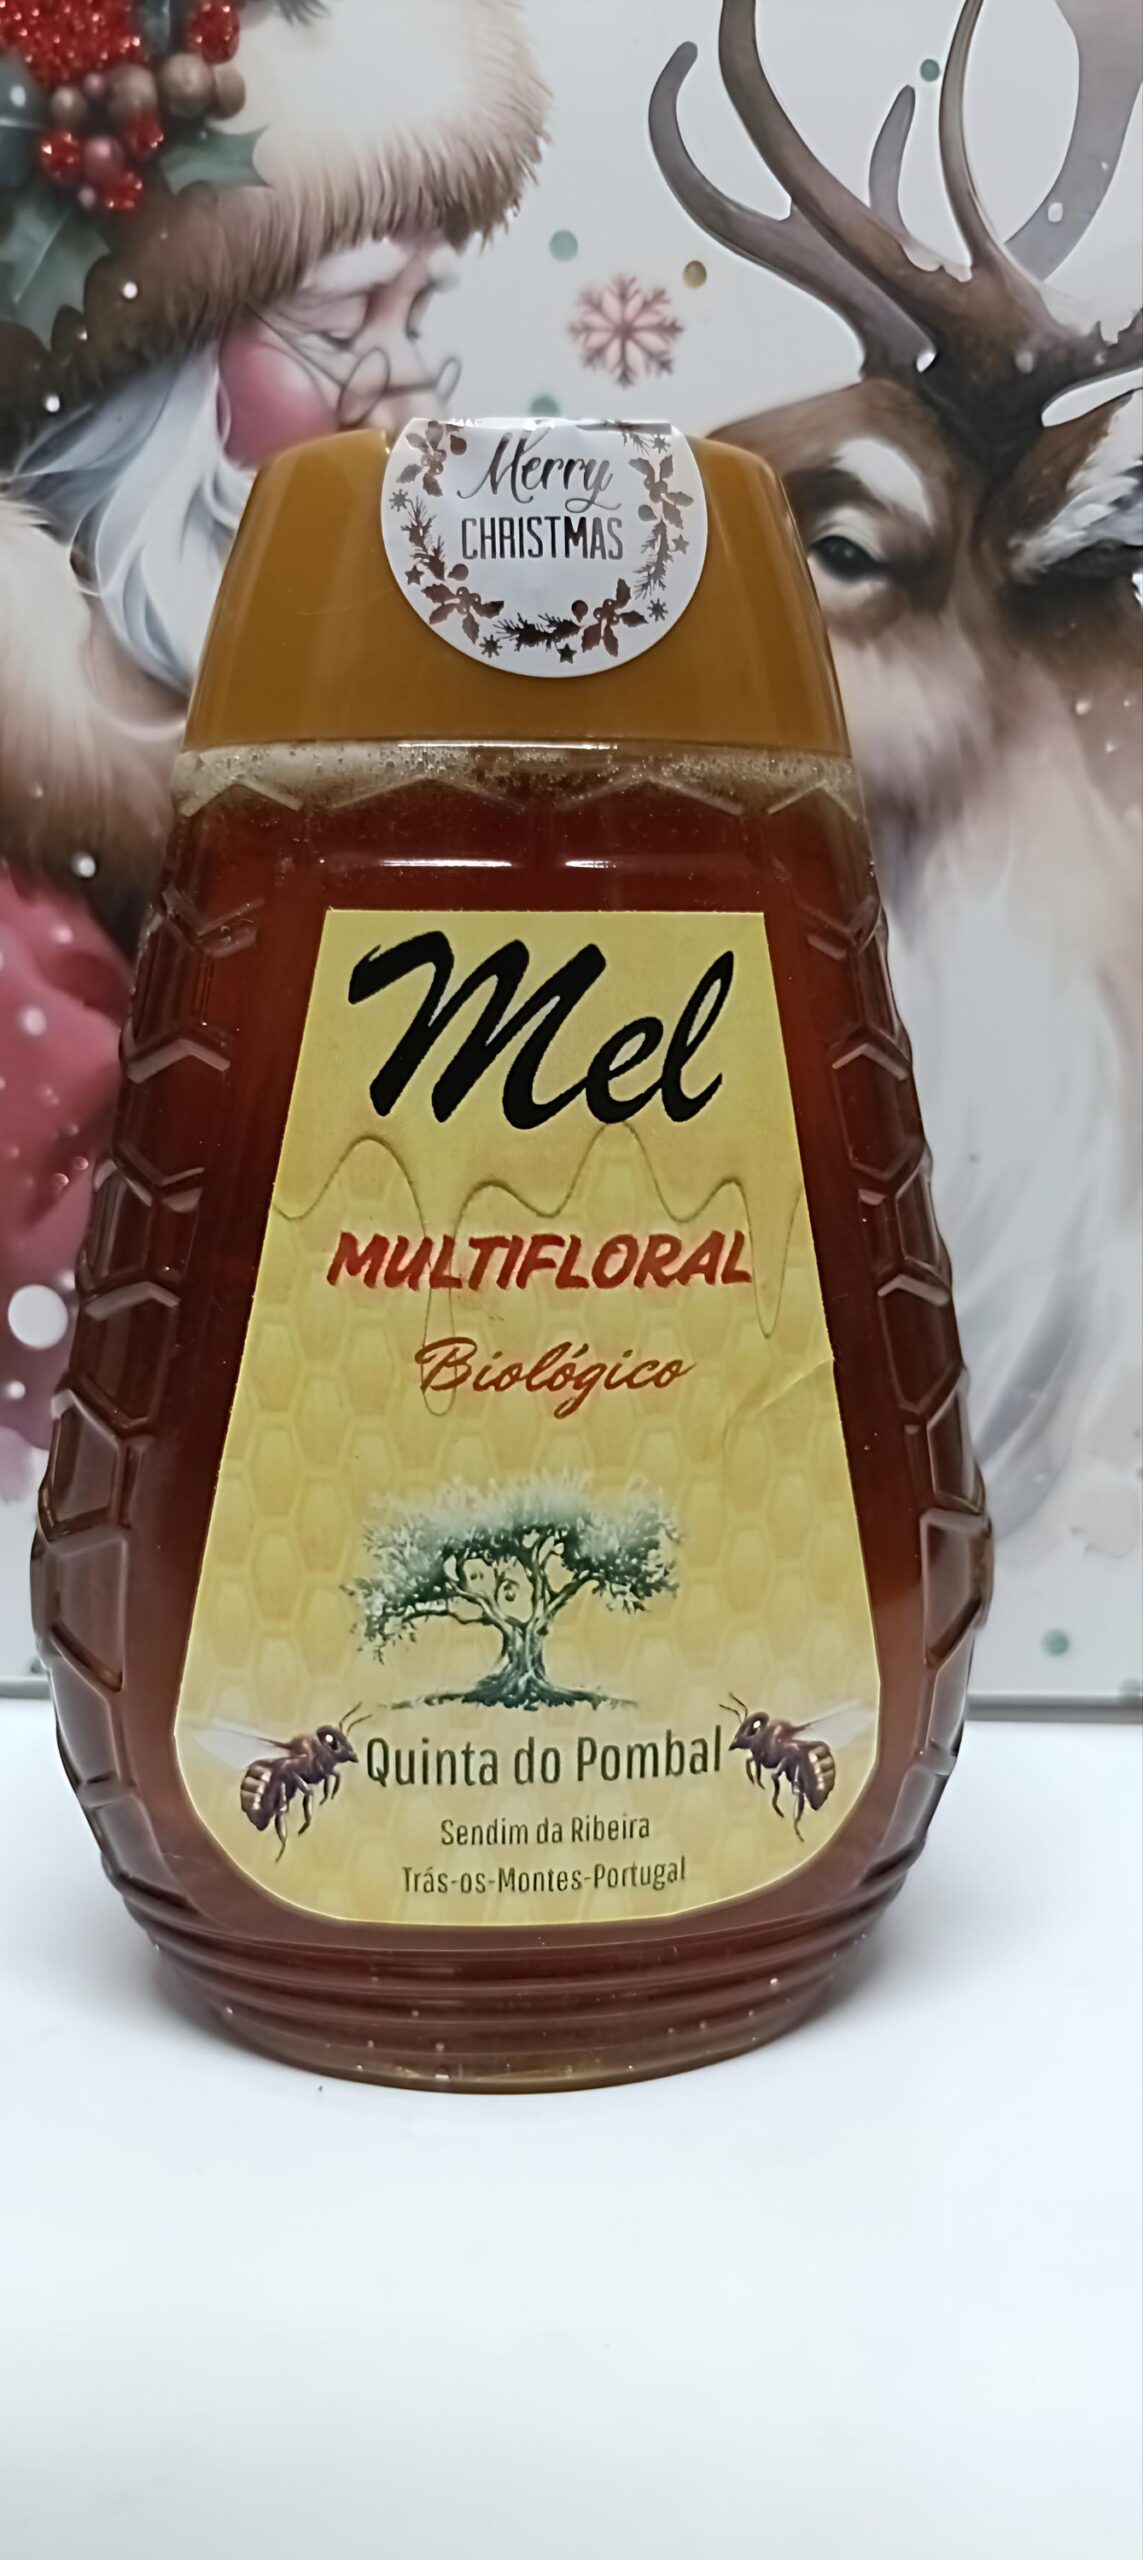 Merry
CHRISTMAS
Mel
MULTIFLORAL
Biológico
Quinta do Pombal
Sendim da Ribeira
Trás-os-Montes-Portugal